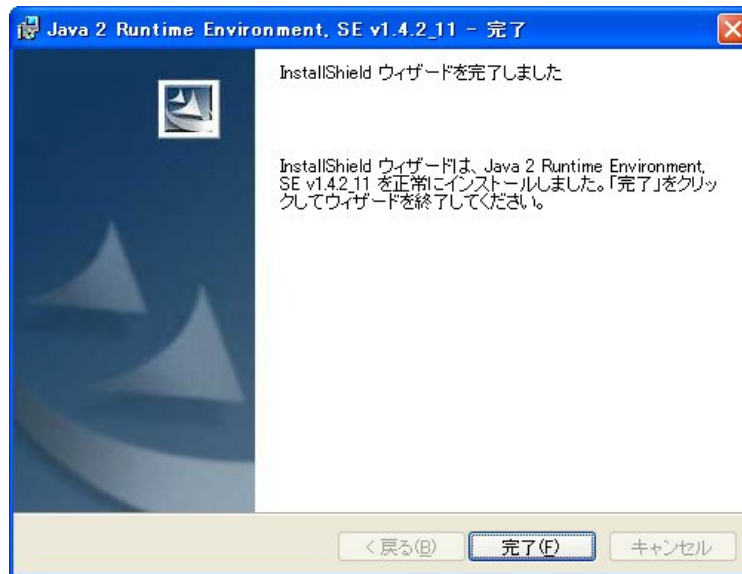 Java 2 Runtime Environment, SE v1.4.2_11 - 完了
InstallShield ウィザードを完了しました
InstallShield ウィザードは、Java 2 Runtime Environment,
SE v1.4.2_11 を正常にインストールしました。「完了」をクリッ
クしてウィザードを終了してください。
< 戻る(B)
完了(F)
キャンセル